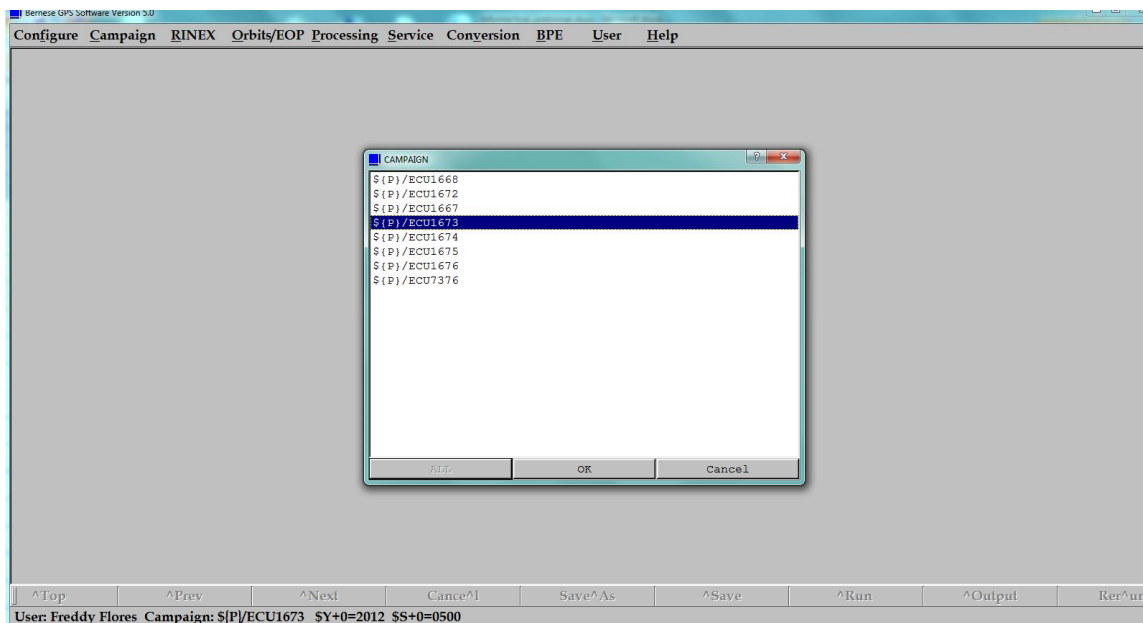 Bernese GPS Software Version 5.0
Configure Campaign RINEX Orbits/EOP Processing Service Conversion BPE User Help
CAMPAIGN
${P}/ECU1668
${P}/ECU1672
${P}/ECU1667
${P}/ECU1673
${P}/ECU1674
${P}/ECU1675
${P}/ECU1676
${P}/ECU7376
ALL OK Cancel
^Top ^Prev ^Next Cance^l Save^As ^Save ^Run ^Output Rer^un
User: Freddy Flores Campaign: ${P}/ECU1673 $Y+0=2012 $S+0=0500